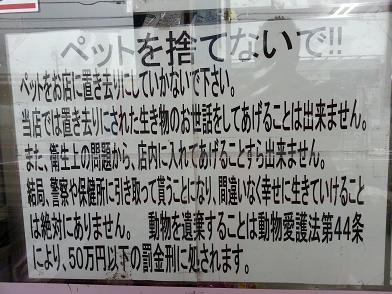 ペットを捨てないで!!
ペットをお店に置き去りにしていかないで下さい。
当店では置き去りにされた生き物のお世話をしてあげることは出来ません。
また、衛生上の問題から、店内に入れてあげることすら出来ません。
結局、警察や保健所に引き取って貰うことになり、間違いなく幸せに生きていけること
は絶対にありません。 動物を遺棄することは動物愛護法第44条
により、50万円以下の罰金刑に処されます。